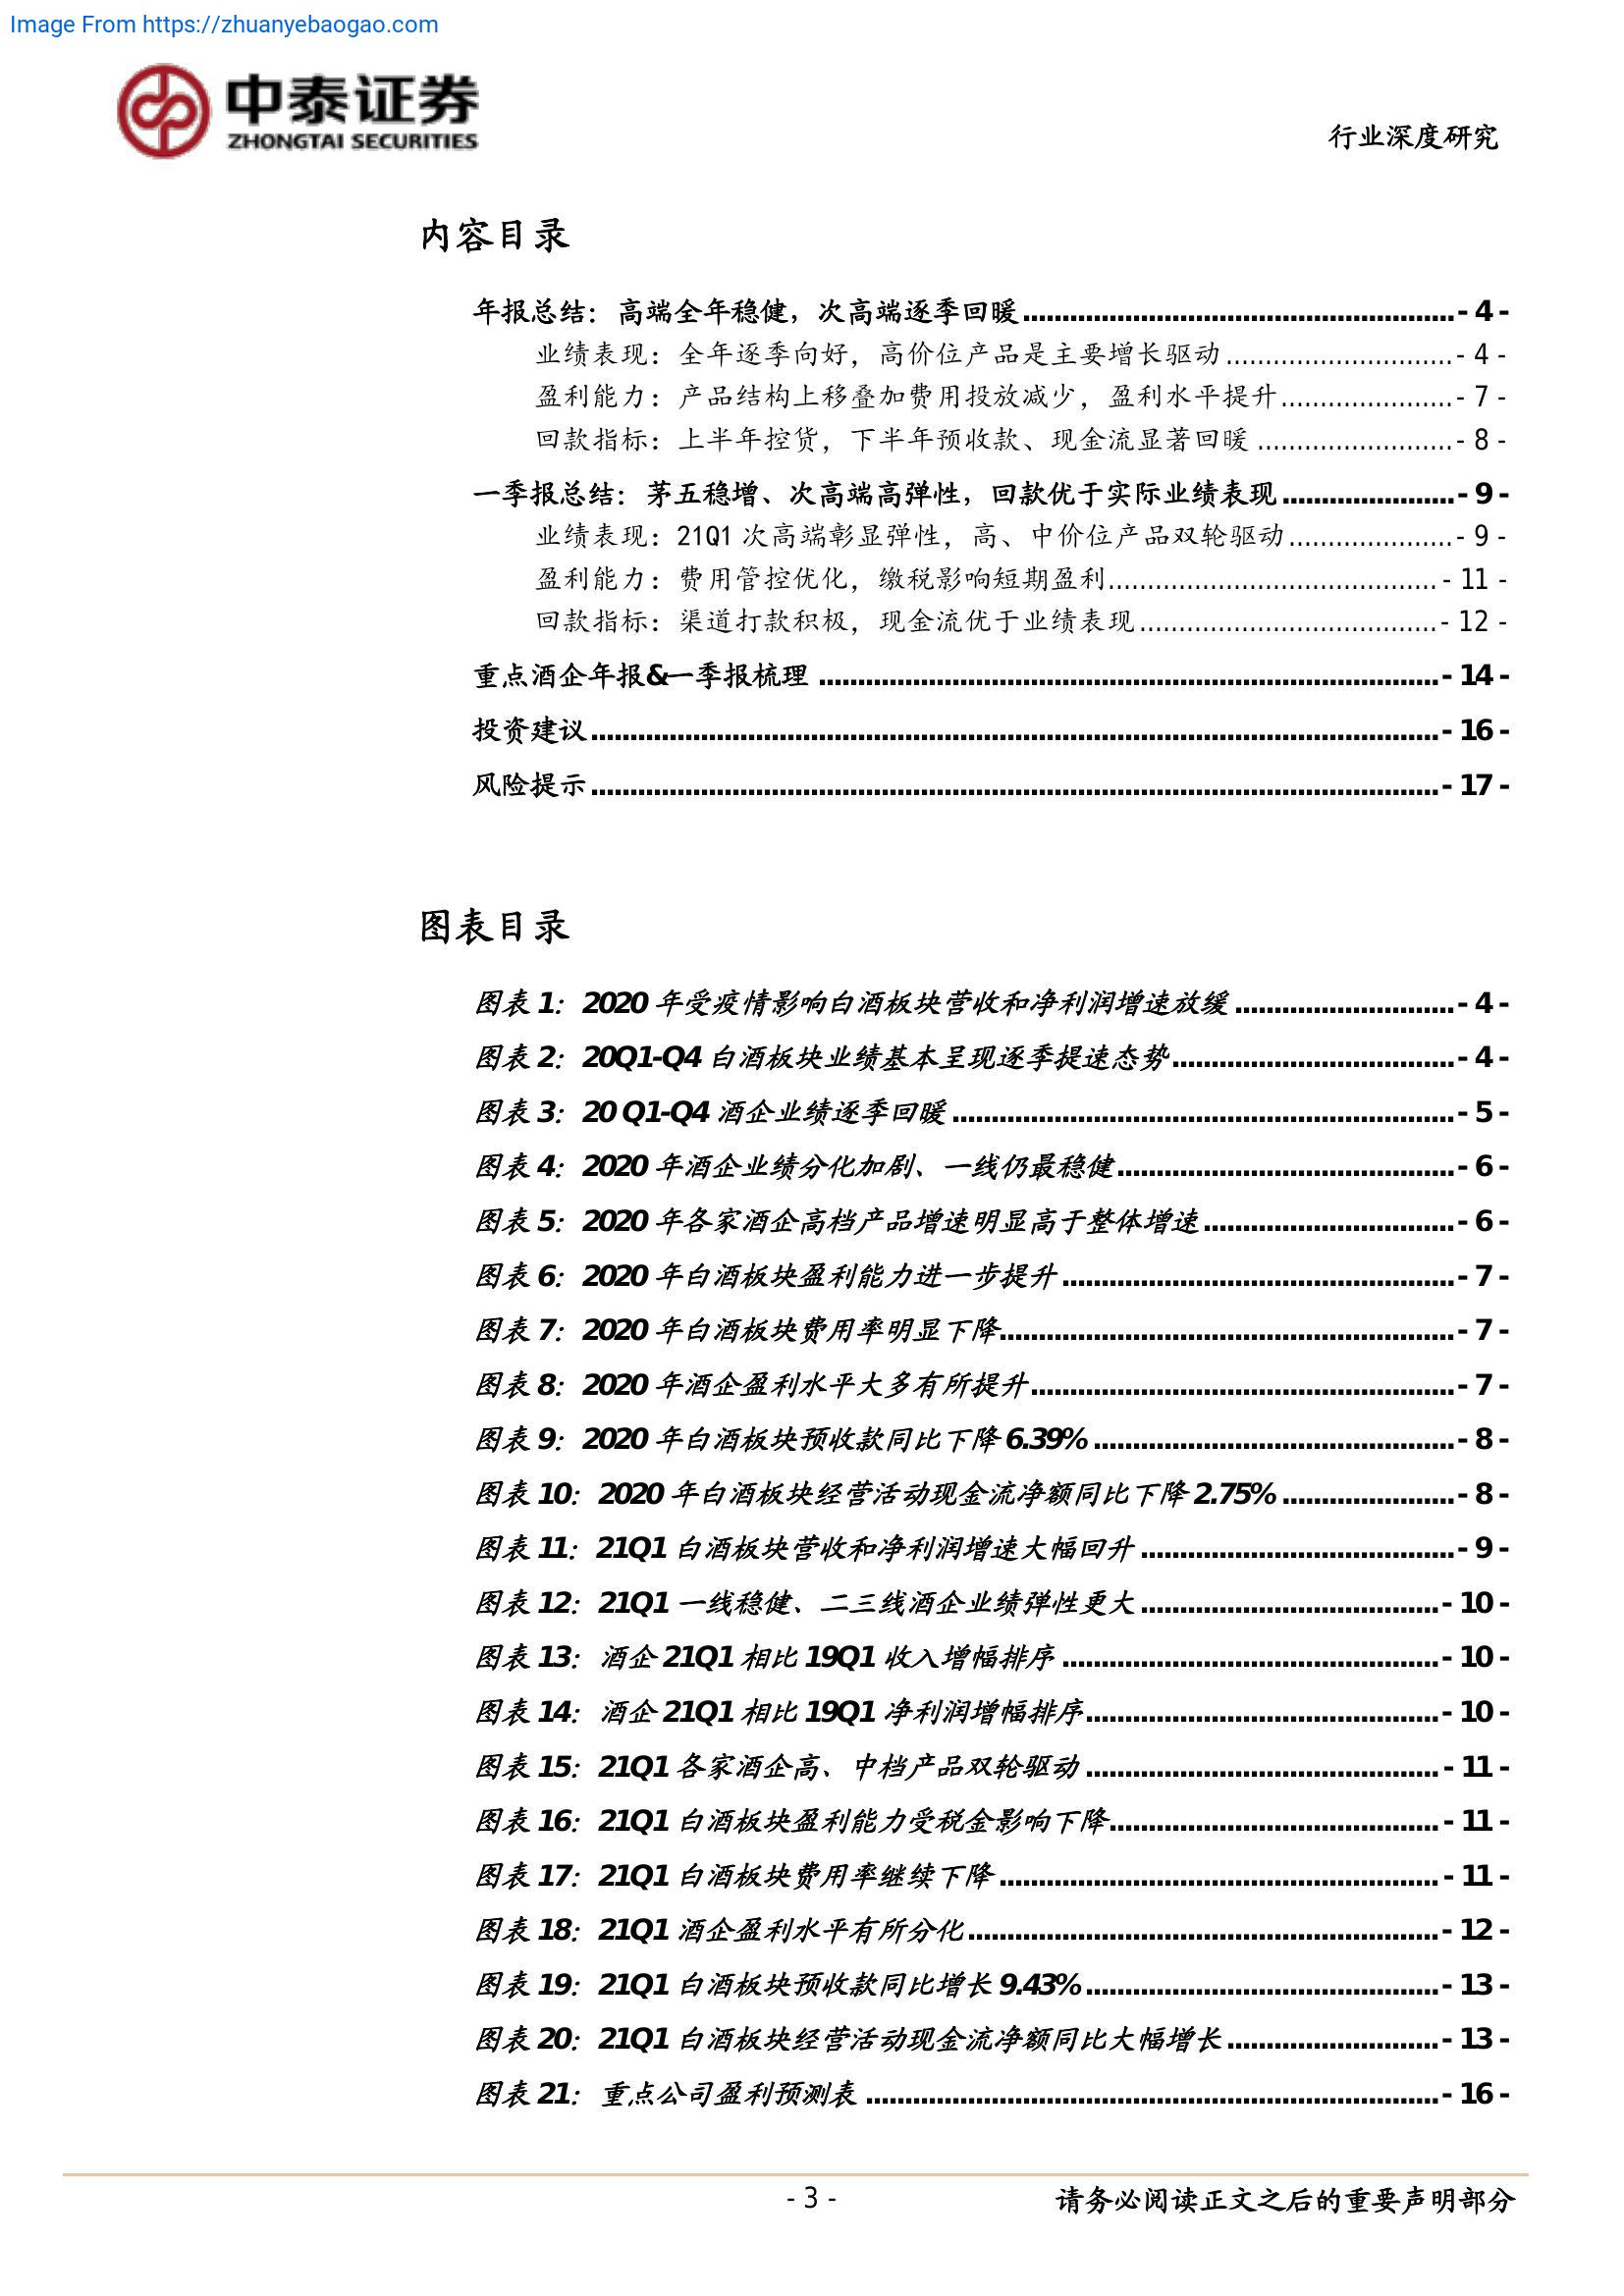 Image From https://zhuanyebaogao.com
中泰证券
ZHONGTAI SECURITIES
行业深度研究
内容目录
年报总结：高端全年稳健，次高端逐季回暖 - 4 -
业绩表现：全年逐季向好，高价位产品是主要增长驱动 - 4 -
盈利能力：产品结构上移叠加费用投放减少，盈利水平提升 - 7 -
回款指标：上半年控货，下半年预收款、现金流显著回暖 - 8 -
一季报总结：茅五稳增、次高端高弹性，回款优于实际业绩表现 - 9 -
业绩表现：21Q1 次高端彰显弹性，高、中价位产品双轮驱动 - 9 -
盈利能力：费用管控优化，缴税影响短期盈利 - 11 -
回款指标：渠道打款积极，现金流优于业绩表现 - 12 -
重点酒企年报&一季报梳理 - 14 -
投资建议 - 16 -
风险提示 - 17 -
图表目录
图表 1：2020 年受疫情影响白酒板块营收和净利润增速放缓 - 4 -
图表 2：20Q1-Q4 白酒板块业绩基本呈现逐季提速态势 - 4 -
图表 3：20 Q1-Q4 酒企业绩逐季回暖 - 5 -
图表 4：2020 年酒企业绩分化加剧、一线仍最稳健 - 6 -
图表 5：2020 年各家酒企高档产品增速明显高于整体增速 - 6 -
图表 6：2020 年白酒板块盈利能力进一步提升 - 7 -
图表 7：2020 年白酒板块费用率明显下降 - 7 -
图表 8：2020 年酒企盈利水平大多有所提升 - 7 -
图表 9：2020 年白酒板块预收款同比下降 6.39% - 8 -
图表 10：2020 年白酒板块经营活动现金流净额同比下降 2.75% - 8 -
图表 11：21Q1 白酒板块营收和净利润增速大幅回升 - 9 -
图表 12：21Q1 一线稳健、二三线酒企业绩弹性更大 - 10 -
图表 13：酒企 21Q1 相比 19Q1 收入增幅排序 - 10 -
图表 14：酒企 21Q1 相比 19Q1 净利润增幅排序 - 10 -
图表 15：21Q1 各家酒企高、中档产品双轮驱动 - 11 -
图表 16：21Q1 白酒板块盈利能力受税金影响下降 - 11 -
图表 17：21Q1 白酒板块费用率继续下降 - 11 -
图表 18：21Q1 酒企盈利水平有所分化 - 12 -
图表 19：21Q1 白酒板块预收款同比增长 9.43% - 13 -
图表 20：21Q1 白酒板块经营活动现金流净额同比大幅增长 - 13 -
图表 21：重点公司盈利预测表 - 16 -
- 3 -
请务必阅读正文之后的重要声明部分